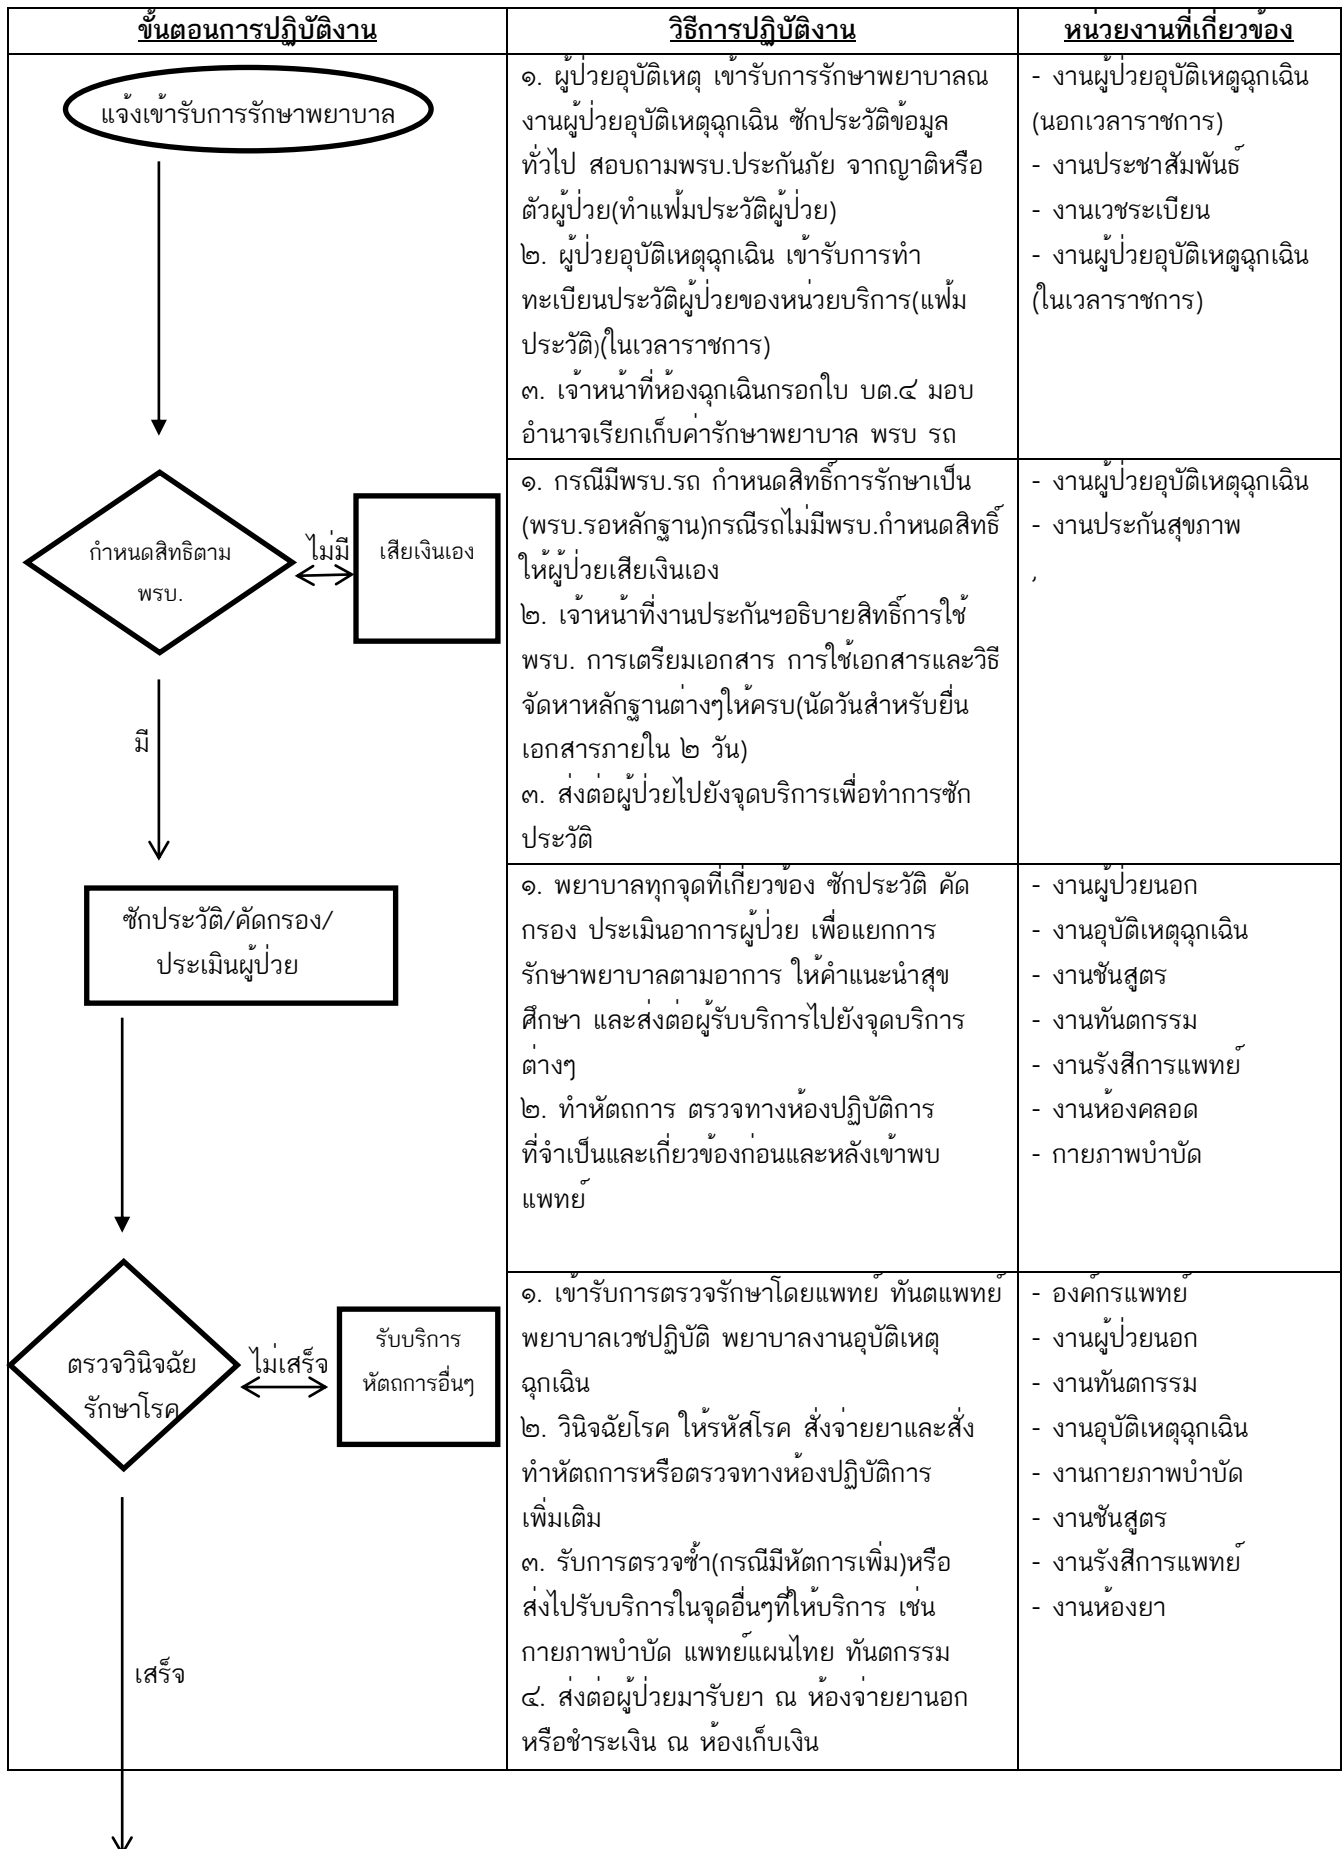 ขั้นตอนการปฏิบัติงาน
วิธีการปฏิบัติงาน
หน่วยงานที่เกี่ยวข้อง
แจ้งเข้ารับการรักษาพยาบาล
๑. ผู้ป่วยอุบัติเหตุ เข้ารับการรักษาพยาบาลณ
งานผู้ป่วยอุบัติเหตุฉุกเฉิน ซักประวัติข้อมูล
ทั่วไป สอบถามพรบ.ประกันภัย จากญาติหรือ
ตัวผู้ป่วย(ทำแฟ้มประวัติผู้ป่วย)
๒. ผู้ป่วยอุบัติเหตุฉุกเฉิน เข้ารับการทำ
ทะเบียนประวัติผู้ป่วยของหน่วยบริการ(แฟ้ม
ประวัติ)(ในเวลาราชการ)
๓. เจ้าหน้าที่ห้องฉุกเฉินกรอกใบ บต.๔ มอบ
อำนาจเรียกเก็บค่ารักษาพยาบาล พรบ รถ
- งานผู้ป่วยอุบัติเหตุฉุกเฉิน
(นอกเวลาราชการ)
- งานประชาสัมพันธ์
- งานเวชระเบียน
- งานผู้ป่วยอุบัติเหตูฉุกเฉิน
(ในเวลาราชการ)
กำหนดสิทธิตาม
พรบ.
ไม่มี
เสียเงินเอง
มี
๑. กรณีมีพรบ.รถ กำหนดสิทธิ์การรักษาเป็น
(พรบ.รอหลักฐาน)กรณีรถไม่มีพรบ.กำหนดสิทธิ์
ให้ผู้ป่วยเสียเงินเอง
๒. เจ้าหน้าที่งานประกันฯอธิบายสิทธิ์การใช้
พรบ. การเตรียมเอกสาร การใช้เอกสารและวิธี
จัดหาหลักฐานต่างๆให้ครบ(นัดวันสำหรับยื่น
เอกสารภายใน ๒ วัน)
๓. ส่งต่อผู้ป่วยไปยังจุดบริการเพื่อทำการซัก
ประวัติ
- งานผู้ป่วยอุบัติเหตุฉุกเฉิน
- งานประกันสุขภาพ
,
ซักประวัติ/คัดกรอง/
ประเมินผู้ป่วย
๑. พยาบาลทุกจุดที่เกี่ยวข้อง ซักประวัติ คัด
กรอง ประเมินอาการผู้ป่วย เพื่อแยกการ
รักษาพยาบาลตามอาการ ให้คำแนะนำสุข
ศึกษา และส่งต่อผู้รับบริการไปยังจุดบริการ
ต่างๆ
๒. ทำหัตถการ ตรวจทางห้องปฏิบัติการ
ที่จำเป็นและเกี่ยวข้องก่อนและหลังเข้าพบ
แพทย์
- งานผู้ป่วยนอก
- งานอุบัติเหตุฉุกเฉิน
- งานชันสูตร
- งานทันตกรรม
- งานรังสีการแพทย์
- งานห้องคลอด
- กายภาพบำบัด
ตรวจวินิจฉัย
รักษาโรค
ไม่เสร็จ
รับบริการ
หัตถการอื่นๆ
เสร็จ
๑. เข้ารับการตรวจรักษาโดยแพทย์ ทันตแพทย์
พยาบาลเวชปฏิบัติ พยาบาลงานอุบัติเหตุ
ฉุกเฉิน
๒. วินิจฉัยโรค ให้รหัสโรค สั่งจ่ายยาและสั่ง
ทำหัตถการหรือตรวจทางห้องปฏิบัติการ
เพิ่มเติม
๓. รับการตรวจซ้ำ(กรณีมีหัตการเพิ่ม)หรือ
ส่งไปรับบริการในจุดอื่นๆที่ให้บริการ เช่น
กายภาพบำบัด แพทย์แผนไทย ทันตกรรม
๔. ส่งต่อผู้ป่วยมารับยา ณ ห้องจ่ายยานอก
หรือชำระเงิน ณ ห้องเก็บเงิน
- องค์กรแพทย์
- งานผู้ป่วยนอก
- งานทันตกรรม
- งานอุบัติเหตุฉุกเฉิน
- งานกายภาพบำบัด
- งานชันสูตร
- งานรังสีการแพทย์
- งานห้องยา